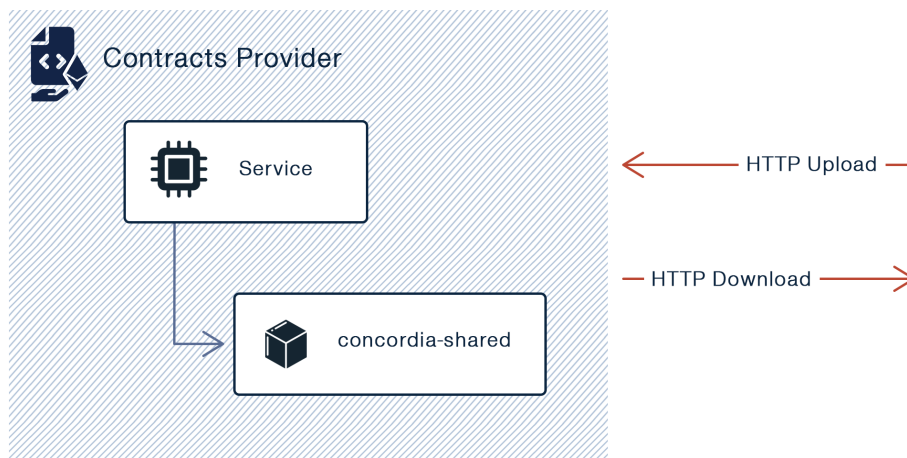 Contracts Provider
Service
HTTP Upload
HTTP Download
concordia-shared